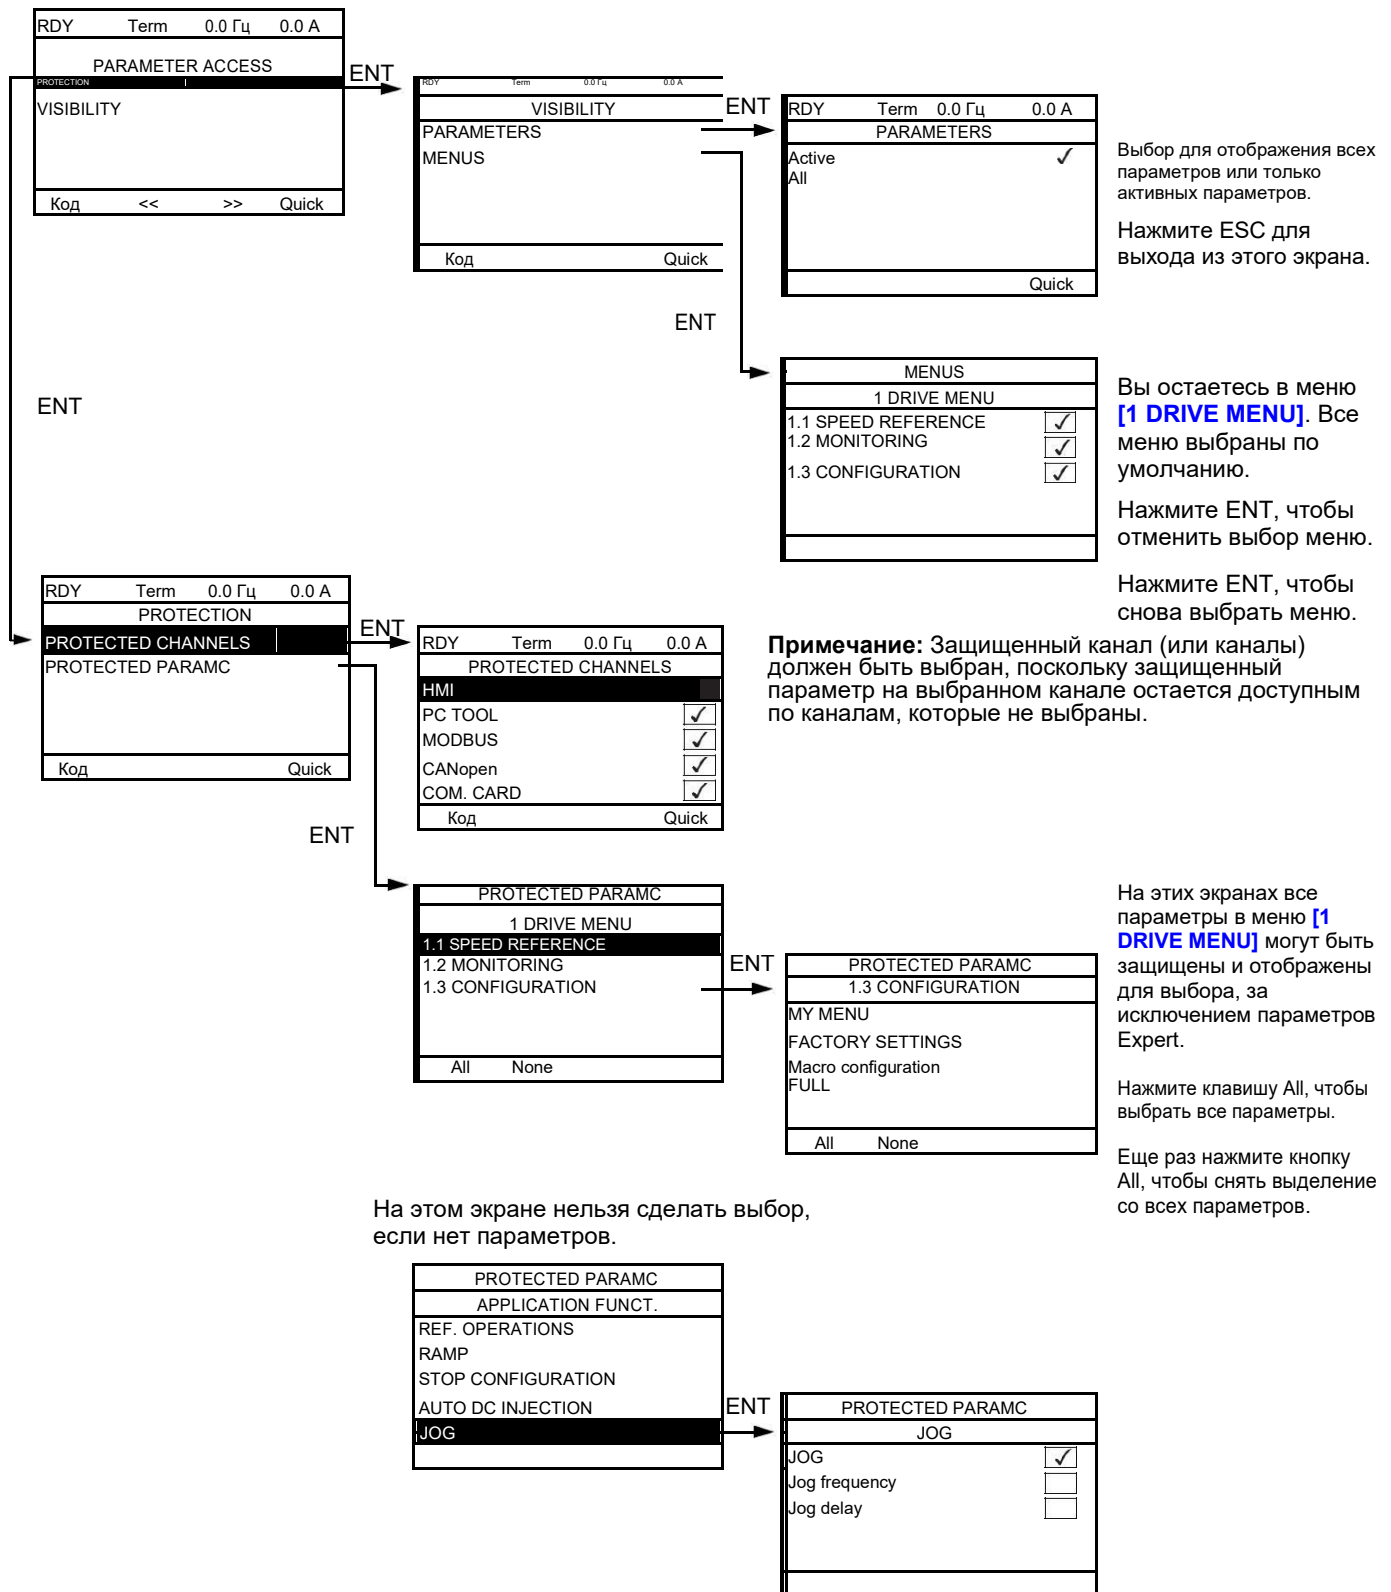 RDY Term 0.0 Гц 0.0 A
PARAMETER ACCESS
PROTECTION
VISIBILITY
Код << >> Quick
ENT
RDY Term 0.0 Гц 0.0 A
VISIBILITY
PARAMETERS
MENUS
Код Quick
ENT
RDY Term 0.0 Гц 0.0 A
PARAMETERS
Active
All
Quick
Выбор для отображения всех
параметров или только
активных параметров.
Нажмите ESC для
выхода из этого экрана.
ENT
ENT
MENUS
1 DRIVE MENU
1.1 SPEED REFERENCE
1.2 MONITORING
1.3 CONFIGURATION
Вы остаетесь в меню
[1 DRIVE MENU]. Все
меню выбраны по
умолчанию.
Нажмите ENT, чтобы
отменить выбор меню.
Нажмите ENT, чтобы
снова выбрать меню.
RDY Term 0.0 Гц 0.0 A
PROTECTION
PROTECTED CHANNELS
PROTECTED PARAMC
Код Quick
ENT
RDY Term 0.0 Гц 0.0 A
PROTECTED CHANNELS
HMI
PC TOOL
MODBUS
CANopen
COM. CARD
Код Quick
Примечание: Защищенный канал (или каналы)
должен быть выбран, поскольку защищенный
параметр на выбранном канале остается доступным
по каналам, которые не выбраны.
ENT
PROTECTED PARAMC
1 DRIVE MENU
1.1 SPEED REFERENCE
1.2 MONITORING
1.3 CONFIGURATION
All None
ENT
PROTECTED PARAMC
1.3 CONFIGURATION
MY MENU
FACTORY SETTINGS
Macro configuration
FULL
All None
На этих экранах все
параметры в меню [1
DRIVE MENU] могут быть
защищены и отображены
для выбора, за
исключением параметров
Expert.
Нажмите клавишу All, чтобы
выбрать все параметры.
Еще раз нажмите кнопку
All, чтобы снять выделение
со всех параметров.
На этом экране нельзя сделать выбор,
если нет параметров.
PROTECTED PARAMC
APPLICATION FUNCT.
REF. OPERATIONS
RAMP
STOP CONFIGURATION
AUTO DC INJECTION
JOG
ENT
PROTECTED PARAMC
JOG
JOG
Jog frequency
Jog delay